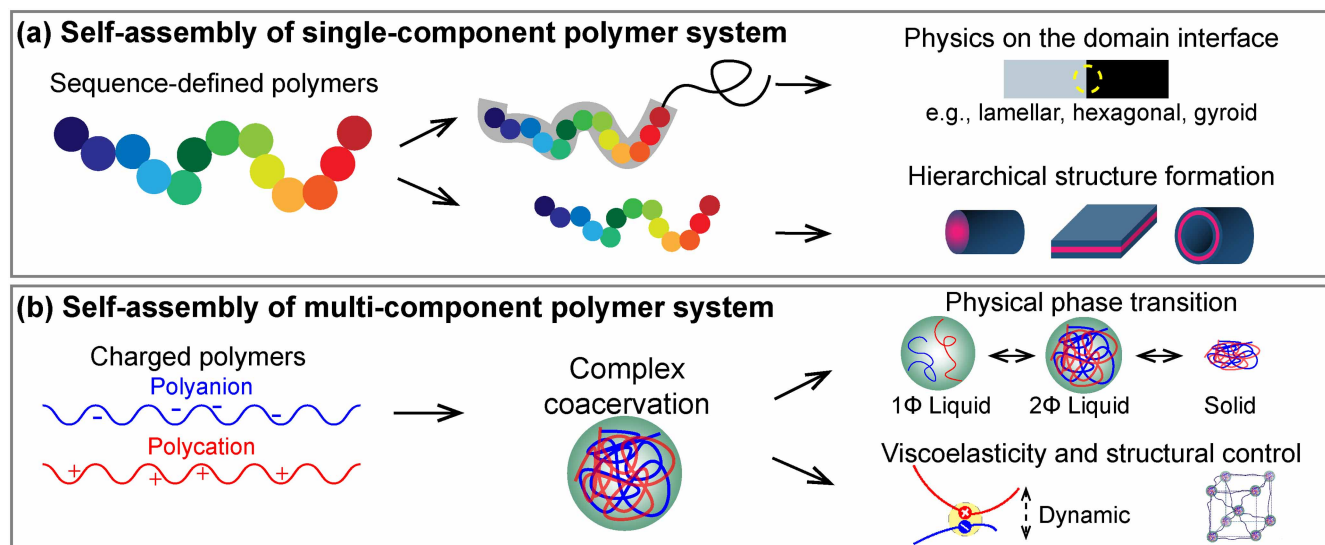 (a) Self-assembly of single-component polymer system
Sequence-defined polymers
Physics on the domain interface
e.g., lamellar, hexagonal, gyroid
Hierarchical structure formation
(b) Self-assembly of multi-component polymer system
Charged polymers
Polyanion
- - - -
Polycation
+ + + +
Complex
coacervation
Physical phase transition
1Φ Liquid
2Φ Liquid
Solid
Viscoelasticity and structural control
+
-
Dynamic